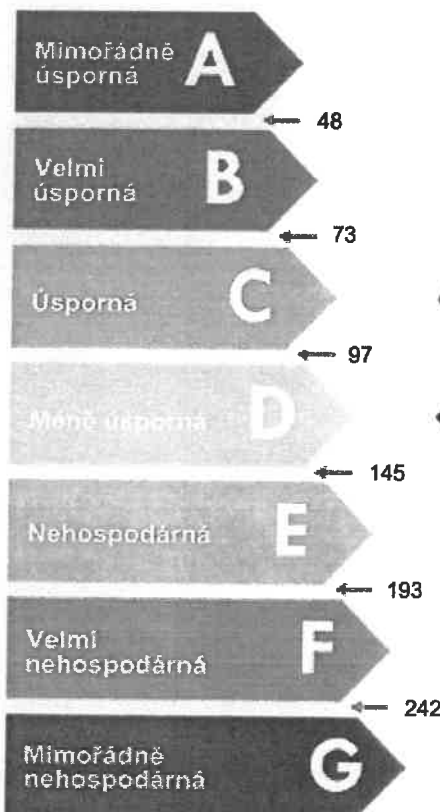 Mimořádně
úsporná
A
48
Velmi
úsporná
B
73
Úsporná
C
97
Méně úsporná
D
145
Nehospodárná
E
193
Velmi
nehospodárná
F
242
Mimořádně
nehospodárná
G